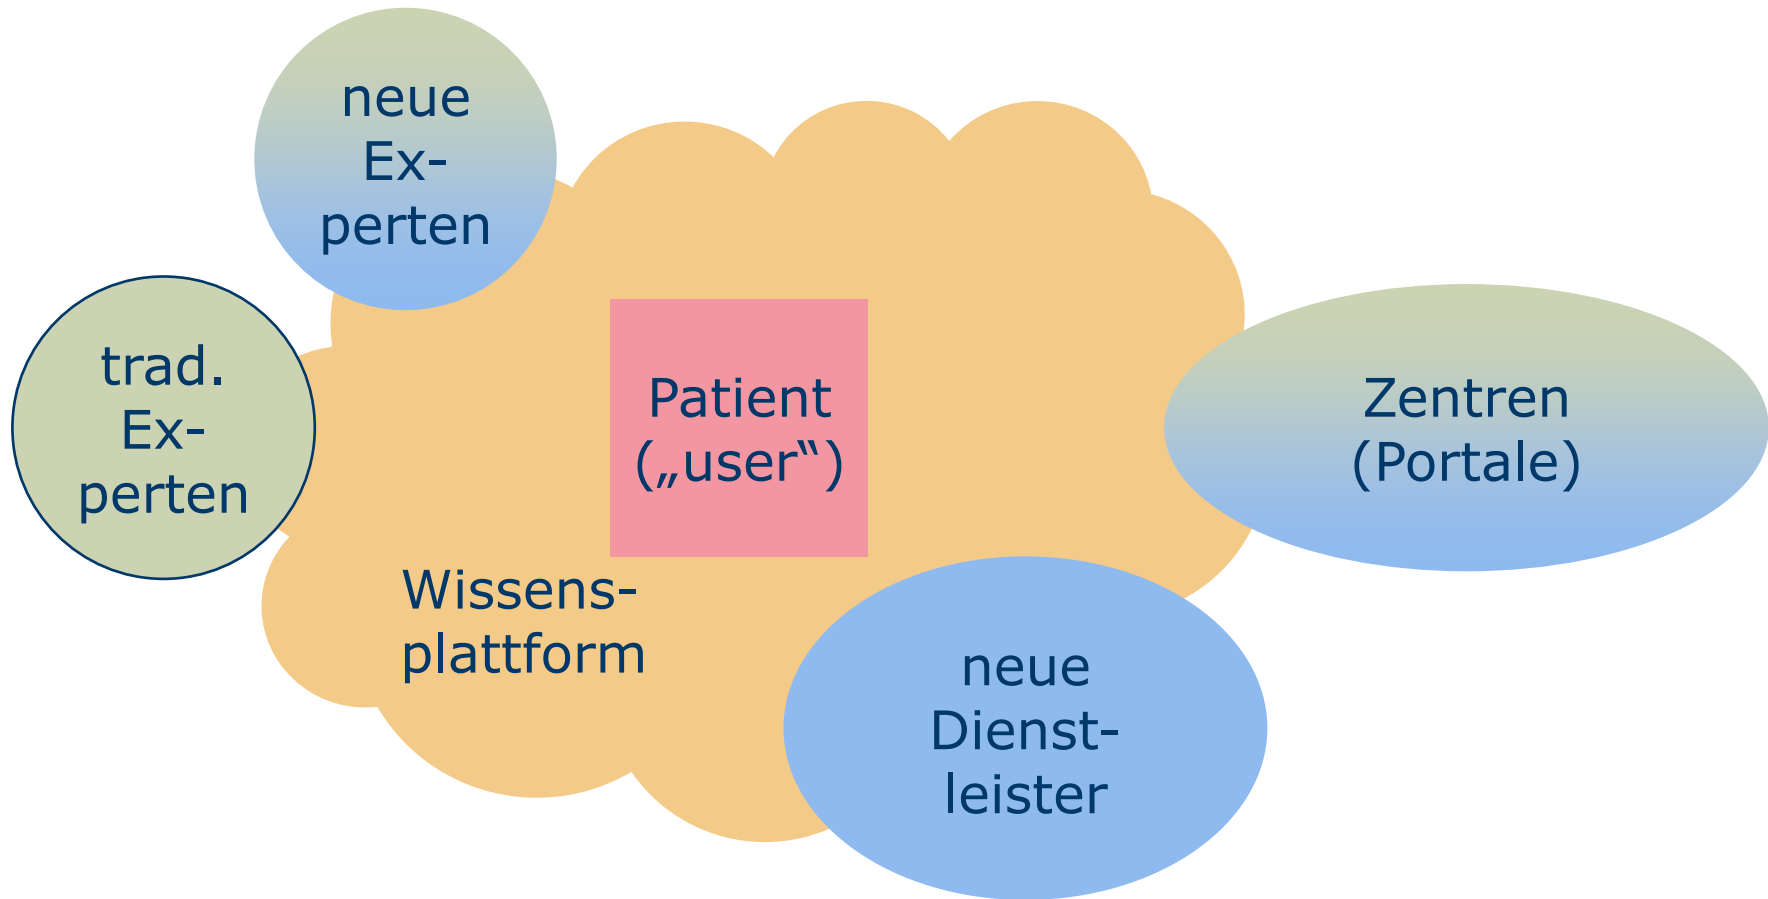 neue
Ex-
perten
trad.
Ex-
perten
Patient
(„user“)
Zentren
(Portale)
Wissens-
plattform
neue
Dienst-
leister